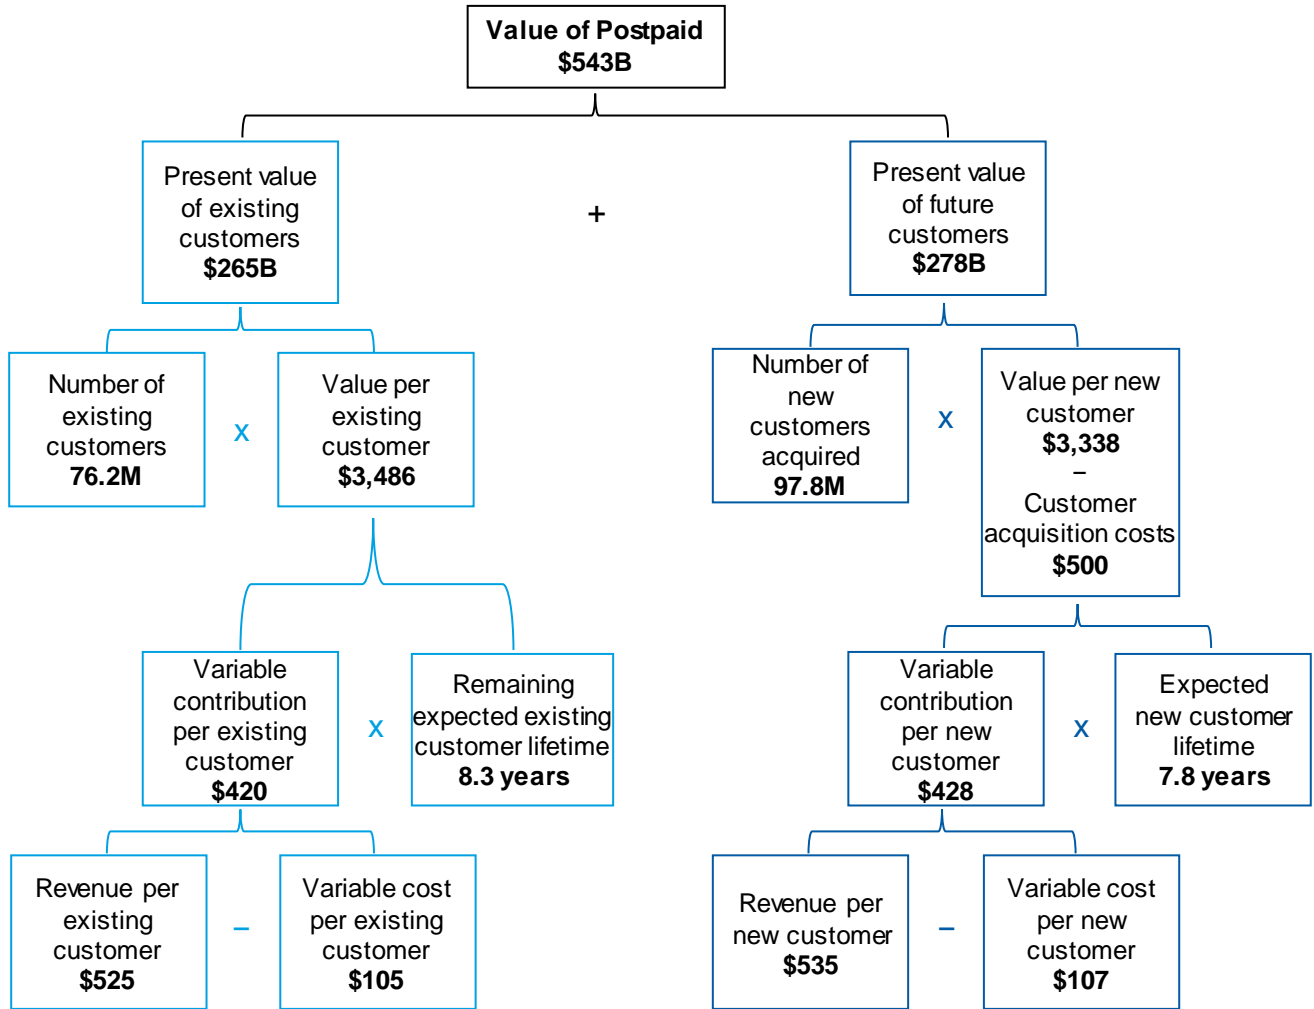 Value of Postpaid
$543B
Present value
of existing
customers
$265B
+
Present value
of future
customers
$278B
Number of
existing
customers
76.2M
x
Value per
existing
customer
$3,486
Number of
new
customers
acquired
97.8M
x
Value per new
customer
$3,338
–
Customer
acquisition costs
$500
Variable
contribution
per existing
customer
$420
x
Remaining
expected existing
customer lifetime
8.3 years
Variable
contribution
per new
customer
$428
x
Expected
new customer
lifetime
7.8 years
Revenue per
existing
customer
$525
–
Variable cost
per existing
customer
$105
Revenue per
new customer
$535
–
Variable cost
per new
customer
$107